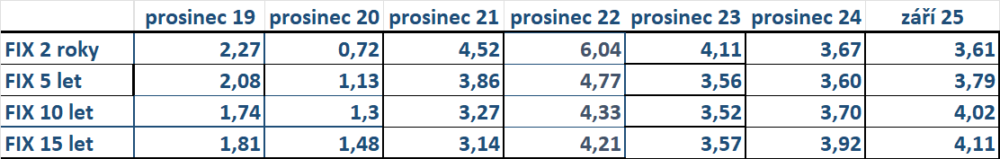 prosinec 19 prosinec 20 prosinec 21 prosinec 22 prosinec 23 prosinec 24 září 25
FIX 2 roky 2,27 0,72 4,52 6,04 4,11 3,67 3,61
FIX 5 let 2,08 1,13 3,86 4,77 3,56 3,60 3,79
FIX 10 let 1,74 1,3 3,27 4,33 3,52 3,70 4,02
FIX 15 let 1,81 1,48 3,14 4,21 3,57 3,92 4,11